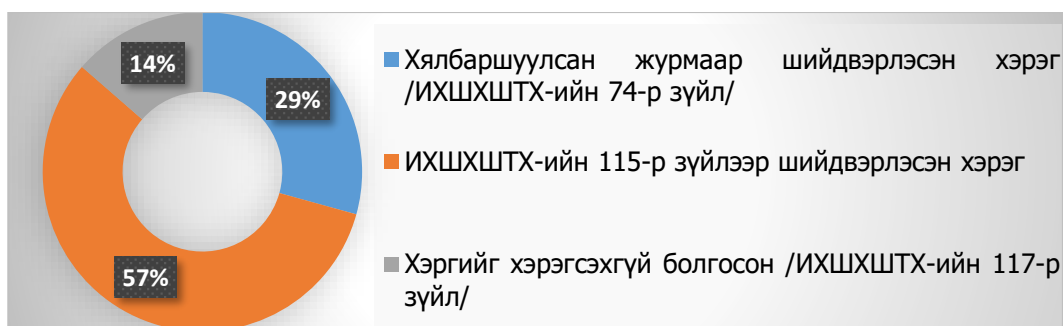 14%
29%
57%
Хялбаршуулсан журмаар шийдвэрлэсэн хэрэг
/ИХШХШТХ-ийн 74-р зүйл/
ИХШХШТХ-ийн 115-р зүйлээр шийдвэрлэсэн хэрэг
Хэргийг хэрэгсэхгүй болгосон /ИХШХШТХ-ийн 117-р
зүйл/